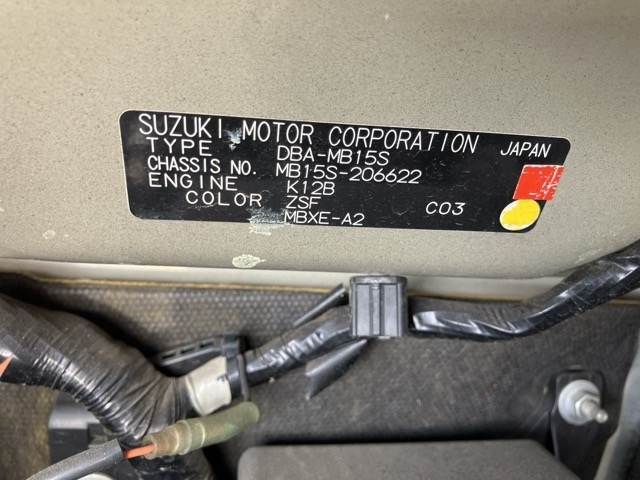 SUZUKI MOTOR CORPORATION JAPAN
TYPE DBA-MB15S
CHASSIS NO. MB15S-206622
ENGINE K12B
COLOR ZSF C03
MBXE-A2